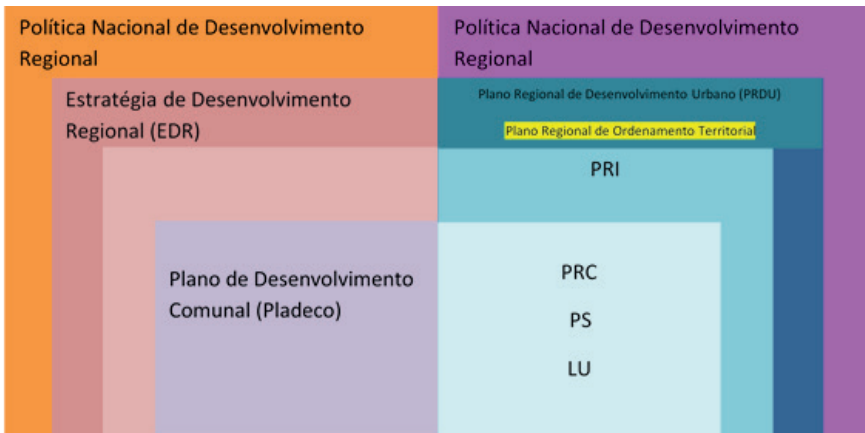 Política Nacional de Desenvolvimento
Regional
Política Nacional de Desenvolvimento
Regional
Estratégia de Desenvolvimento
Regional (EDR)
Plano Regional de Desenvolvimento Urbano (PRDU)
Plano Regional de Ordenamento Territorial
PRI
Plano de Desenvolvimento
Comunal (Pladeco)
PRC
PS
LU